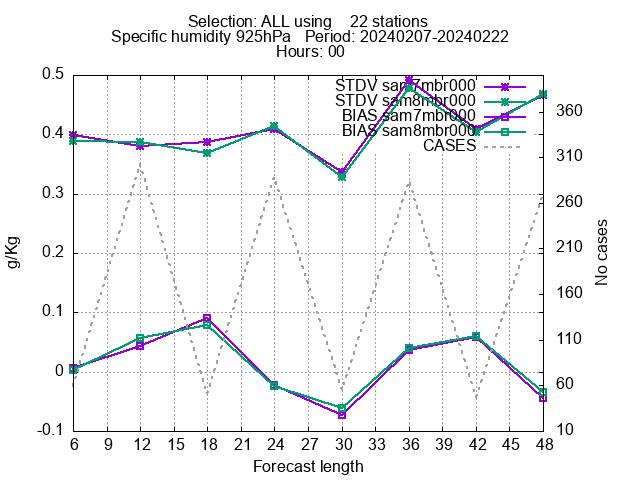 Selection: ALL using    22 stations
Specific humidity 925hPa   Period: 20240207-20240222
Hours: 00
STDV sam7mbr000
STDV sam8mbr000
BIAS sam7mbr000
BIAS sam8mbr000
CASES
0.5
0.4
0.3
0.2
0.1
0
-0.1
g/Kg
360
310
260
210
160
110
60
10
No cases
6 9 12 15 18 21 24 27 30 33 36 39 42 45 48
Forecast length